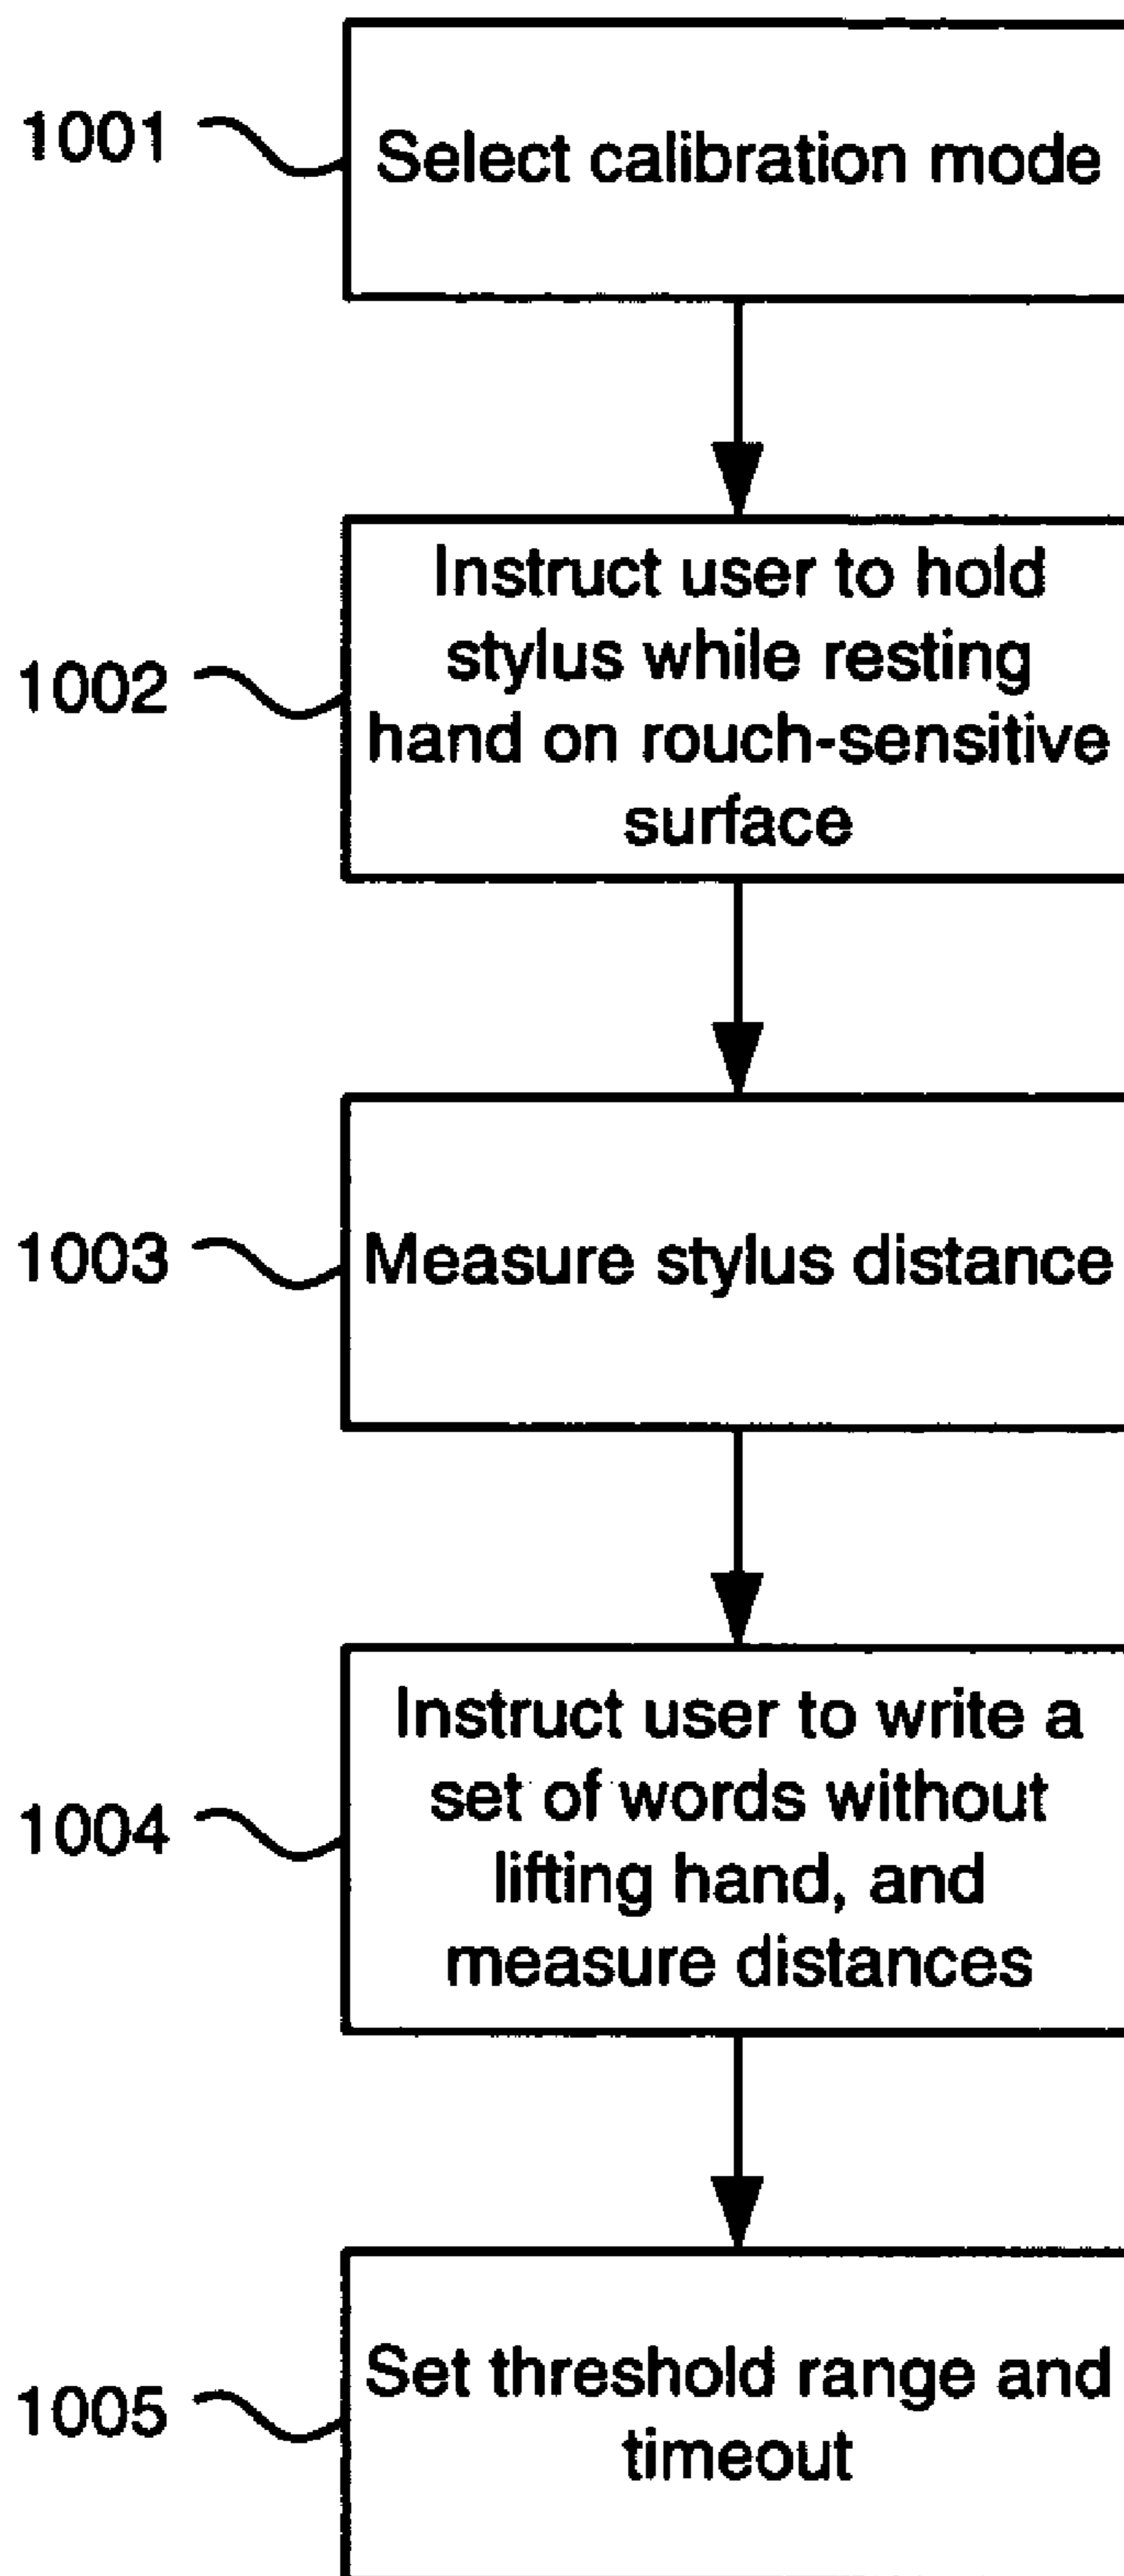 1001
Select calibration mode
1002
Instruct user to hold
stylus while resting
hand on rouch-sensitive
surface
1003
Measure stylus distance
1004
Instruct user to write a
set of words without
lifting hand, and
measure distances
1005
Set threshold range and
timeout